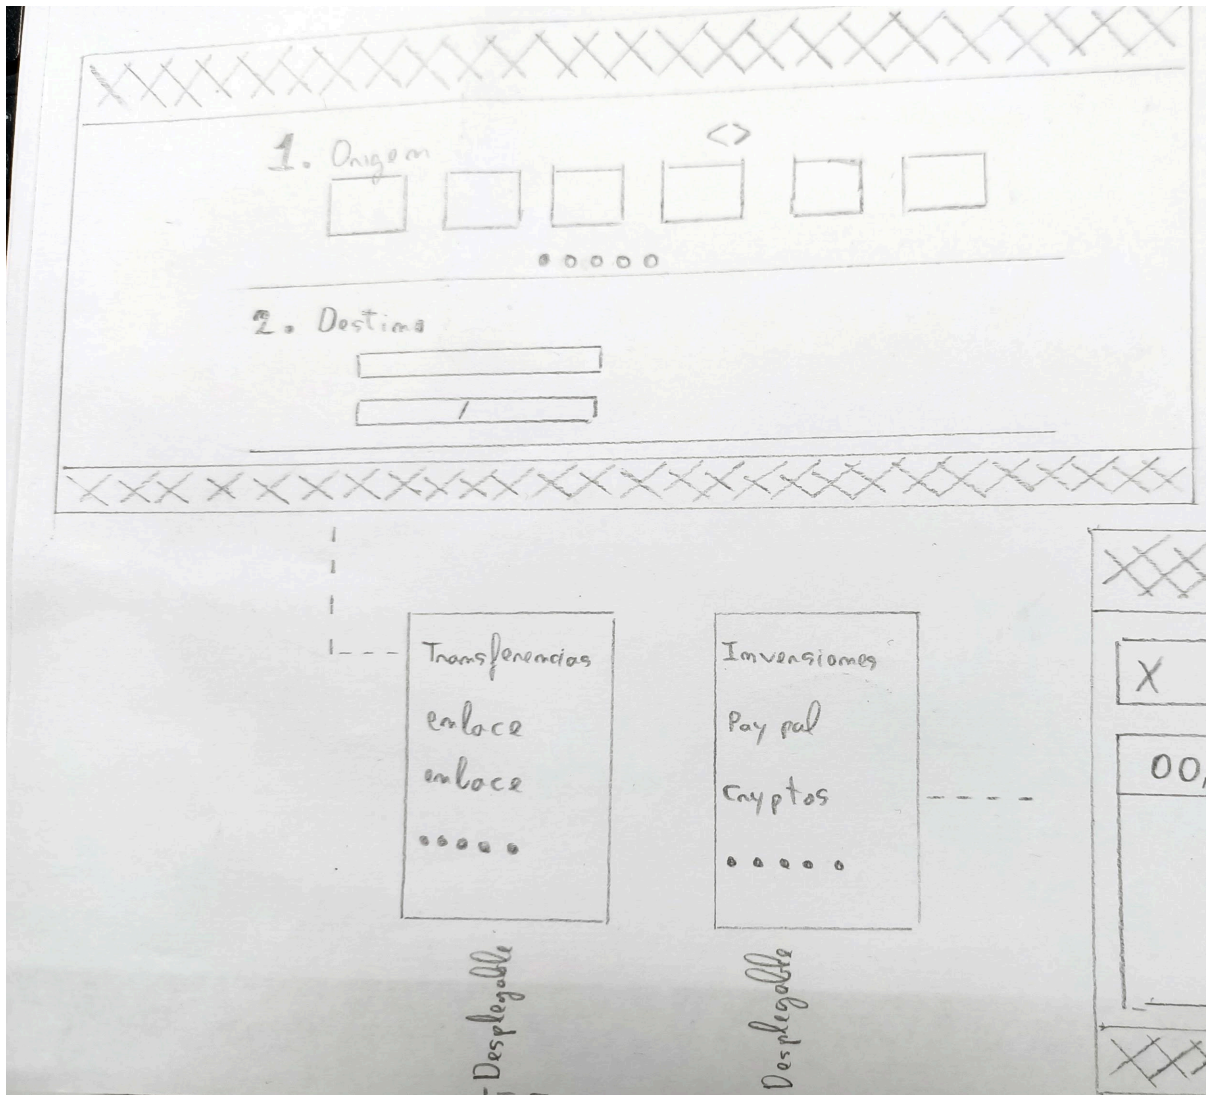 1. Origen
<>
2. Destino
/
Transferencias
enlace
enlace
.....
Inversiones
Pay pal
Cryptos
.....
X
00,
Desplegable
Desplegable